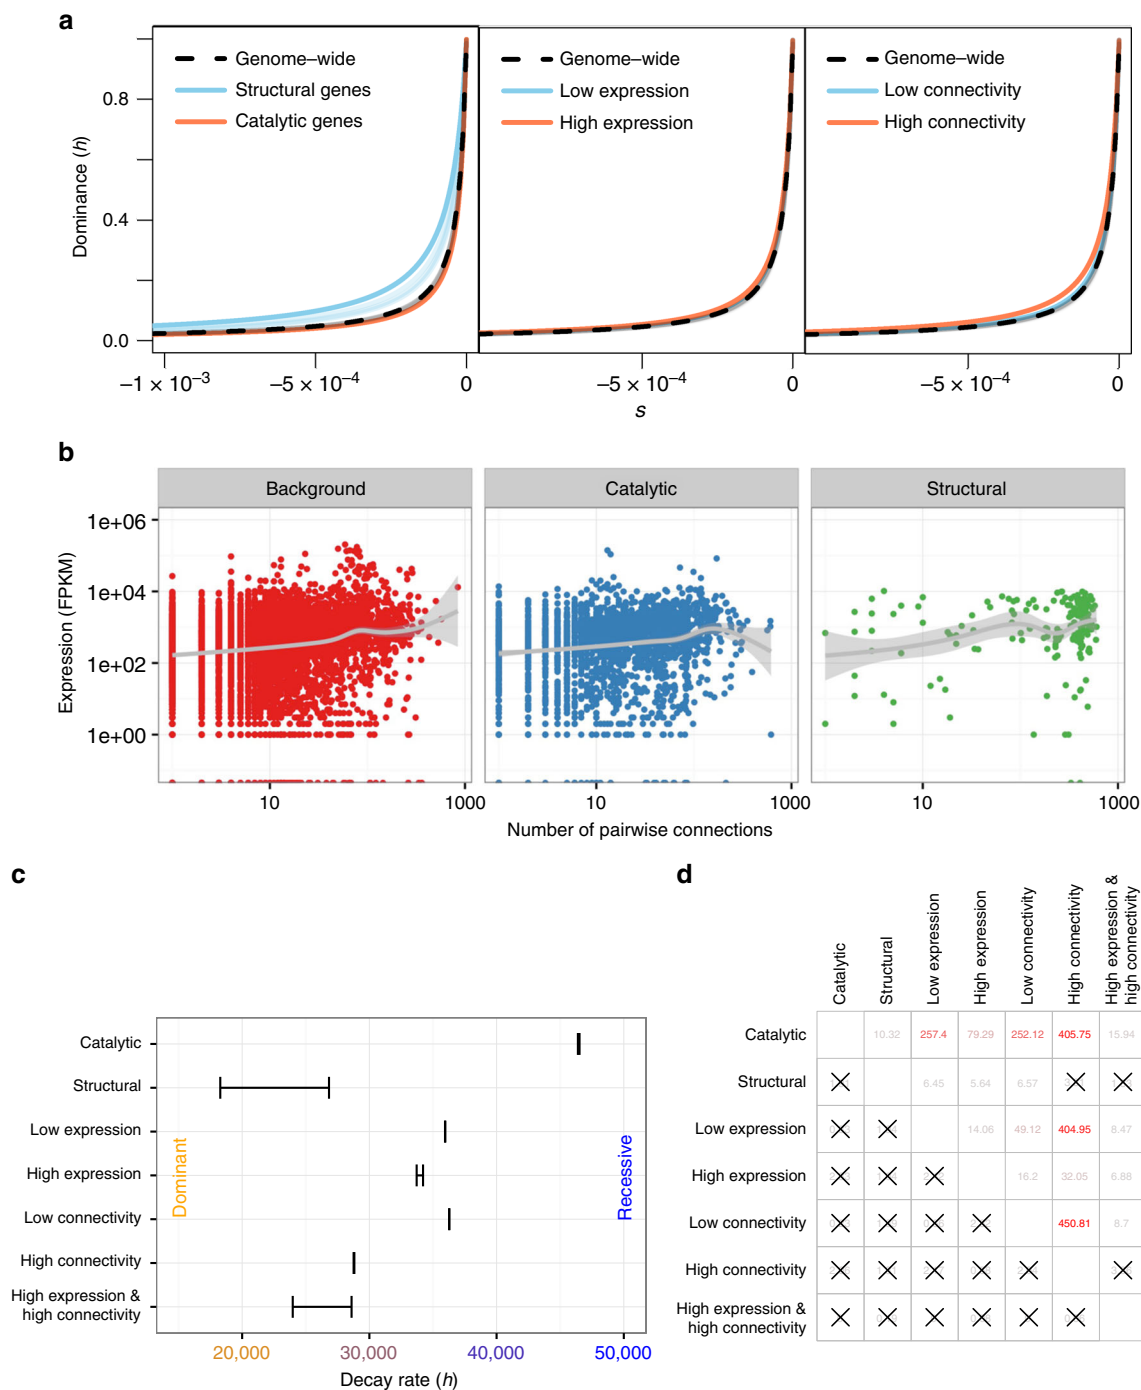 a
Genome–wide
Structural genes
Catalytic genes
Genome–wide
Low expression
High expression
Genome–wide
Low connectivity
High connectivity
Dominance (h)
0.8
0.4
0.0
–1 × 10–3
–5 × 10–4
0
–5 × 10–4
0
–5 × 10–4
0
s
b
Background
Catalytic
Structural
Expression (FPKM)
1e+06
1e+04
1e+02
1e+00
10
1000
10
1000
10
1000
Number of pairwise connections
c
Catalytic
Structural
Low expression
High expression
Low connectivity
High connectivity
High expression &
high connectivity
Dominant
Recessive
20,000
30,000
40,000
50,000
Decay rate (h)
d
Catalytic
Structural
Low expression
High expression
Low connectivity
High connectivity
High expression &
high connectivity
Catalytic 10.32 257.4 79.29 252.12 405.75 15.94
Structural 6.45 5.64 6.57
Low expression 14.06 49.12 404.95 8.47
High expression 16.2 32.05 6.88
Low connectivity 450.81 8.7
High connectivity
High expression &
high connectivity